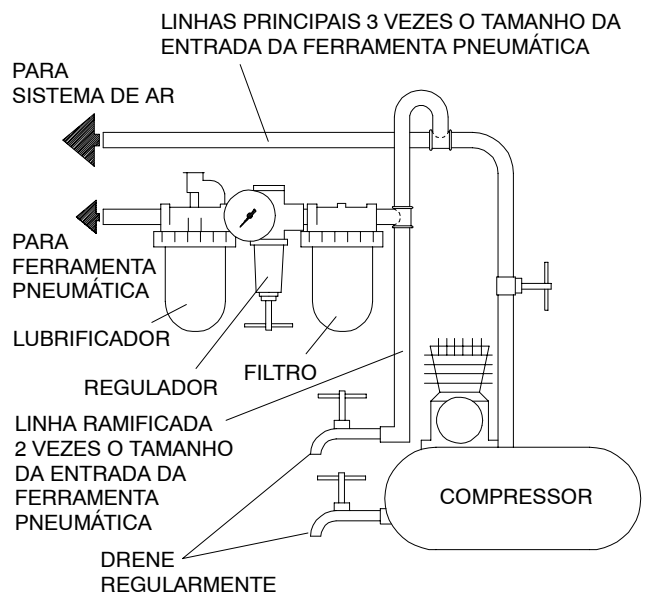 LINHAS PRINCIPAIS 3 VEZES O TAMANHO DA
ENTRADA DA FERRAMENTA PNEUMÁTICA
PARA
SISTEMA DE AR
PARA
FERRAMENTA
PNEUMÁTICA
LUBRIFICADOR
REGULADOR
FILTRO
LINHA RAMIFICADA
2 VEZES O TAMANHO
DA ENTRADA DA
FERRAMENTA
PNEUMÁTICA
COMPRESSOR
DRENE
REGULARMENTE